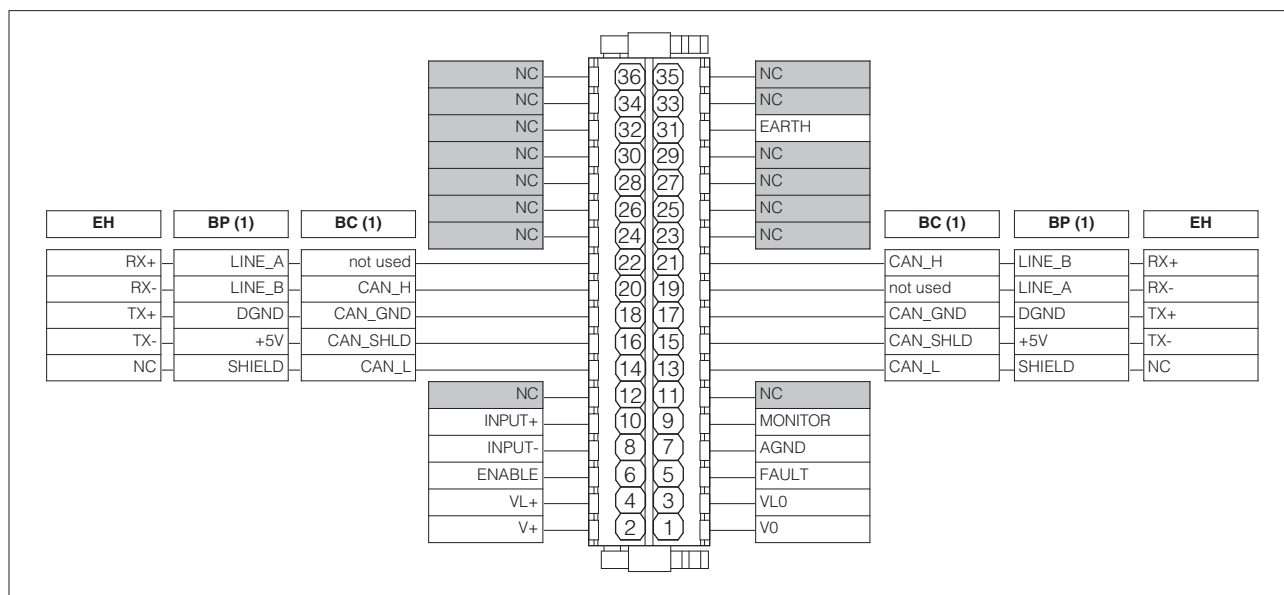 NC 36 35 NC
NC 34 33 NC
NC 32 31 EARTH
NC 30 29 NC
NC 28 27 NC
NC 26 25 NC
NC 24 23 NC
EH BP (1) BC (1) BC (1) BP (1) EH
RX+ LINE_A not used 22 21 CAN_H LINE_B RX+
RX- LINE_B CAN_H 20 19 not used LINE_A RX-
TX+ DGND CAN_GND 18 17 CAN_GND DGND TX+
TX- +5V CAN_SHLD 16 15 CAN_SHLD +5V TX-
NC SHIELD CAN_L 14 13 CAN_L SHIELD NC
NC 12 11 NC
INPUT+ 10 9 MONITOR
INPUT- 8 7 AGND
ENABLE 6 5 FAULT
VL+ 4 3 VL0
V+ 2 1 V0